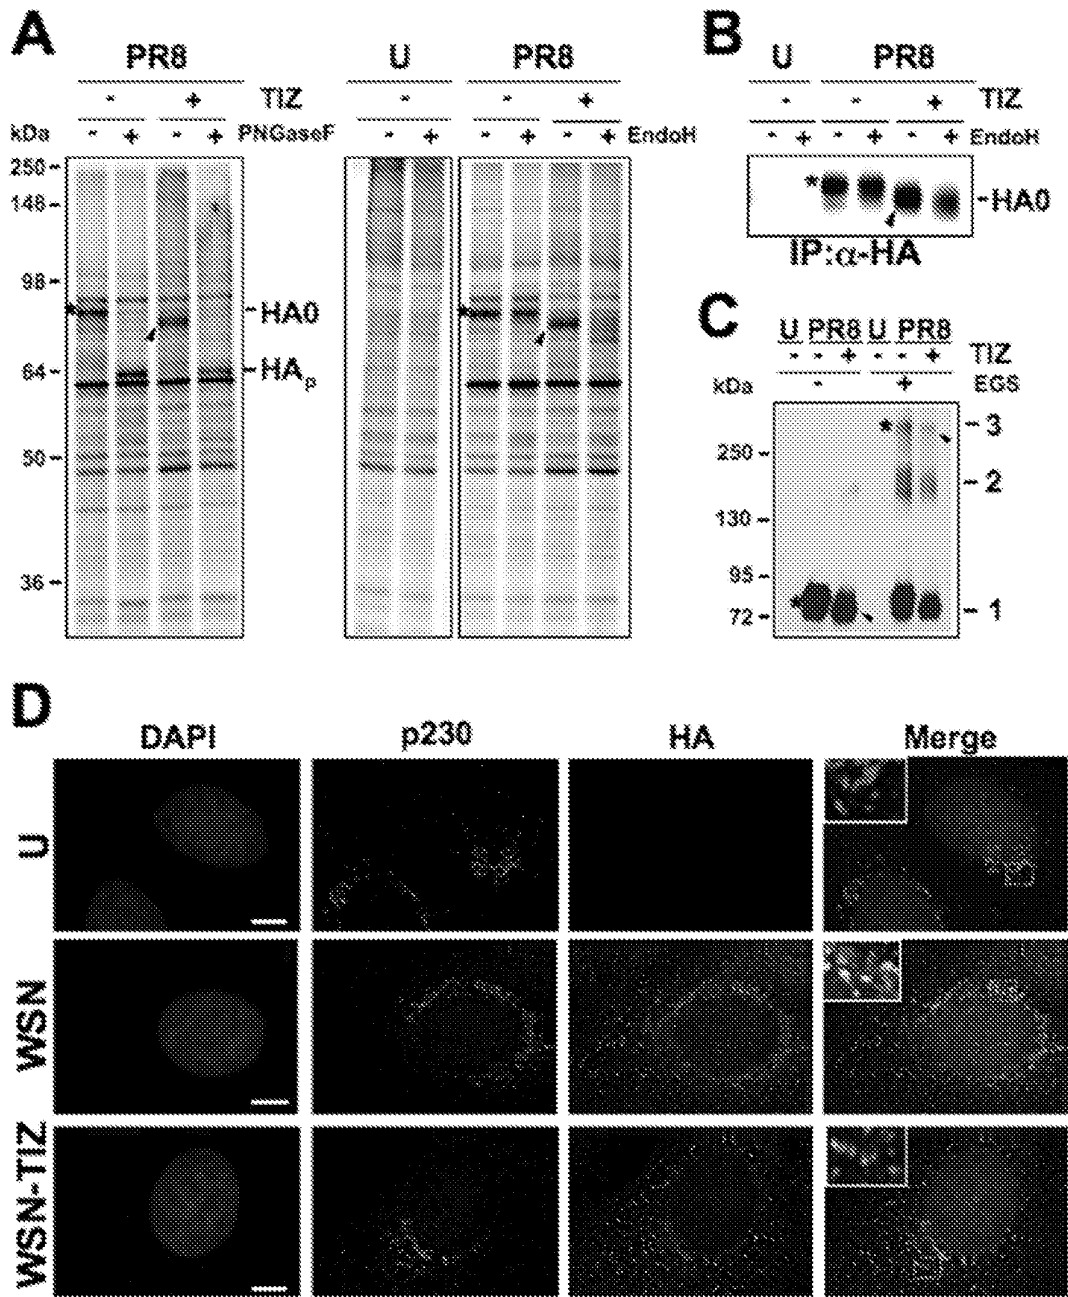 A
PR8
U
PR8
- + TIZ
- - +
kDa - + - + PNGaseF
- + - + - + EndoH
250
148
98
64
50
36
HA0
HAp
B
U
PR8
- - + TIZ
- + - + - + EndoH
*
-HA0
IP:α-HA
C
U PR8 U PR8
- - + - - + TIZ
kDa - + EGS
250
130
95
72
3
2
1
D
DAPI p230 HA Merge
U
WSN
WSN-TIZ